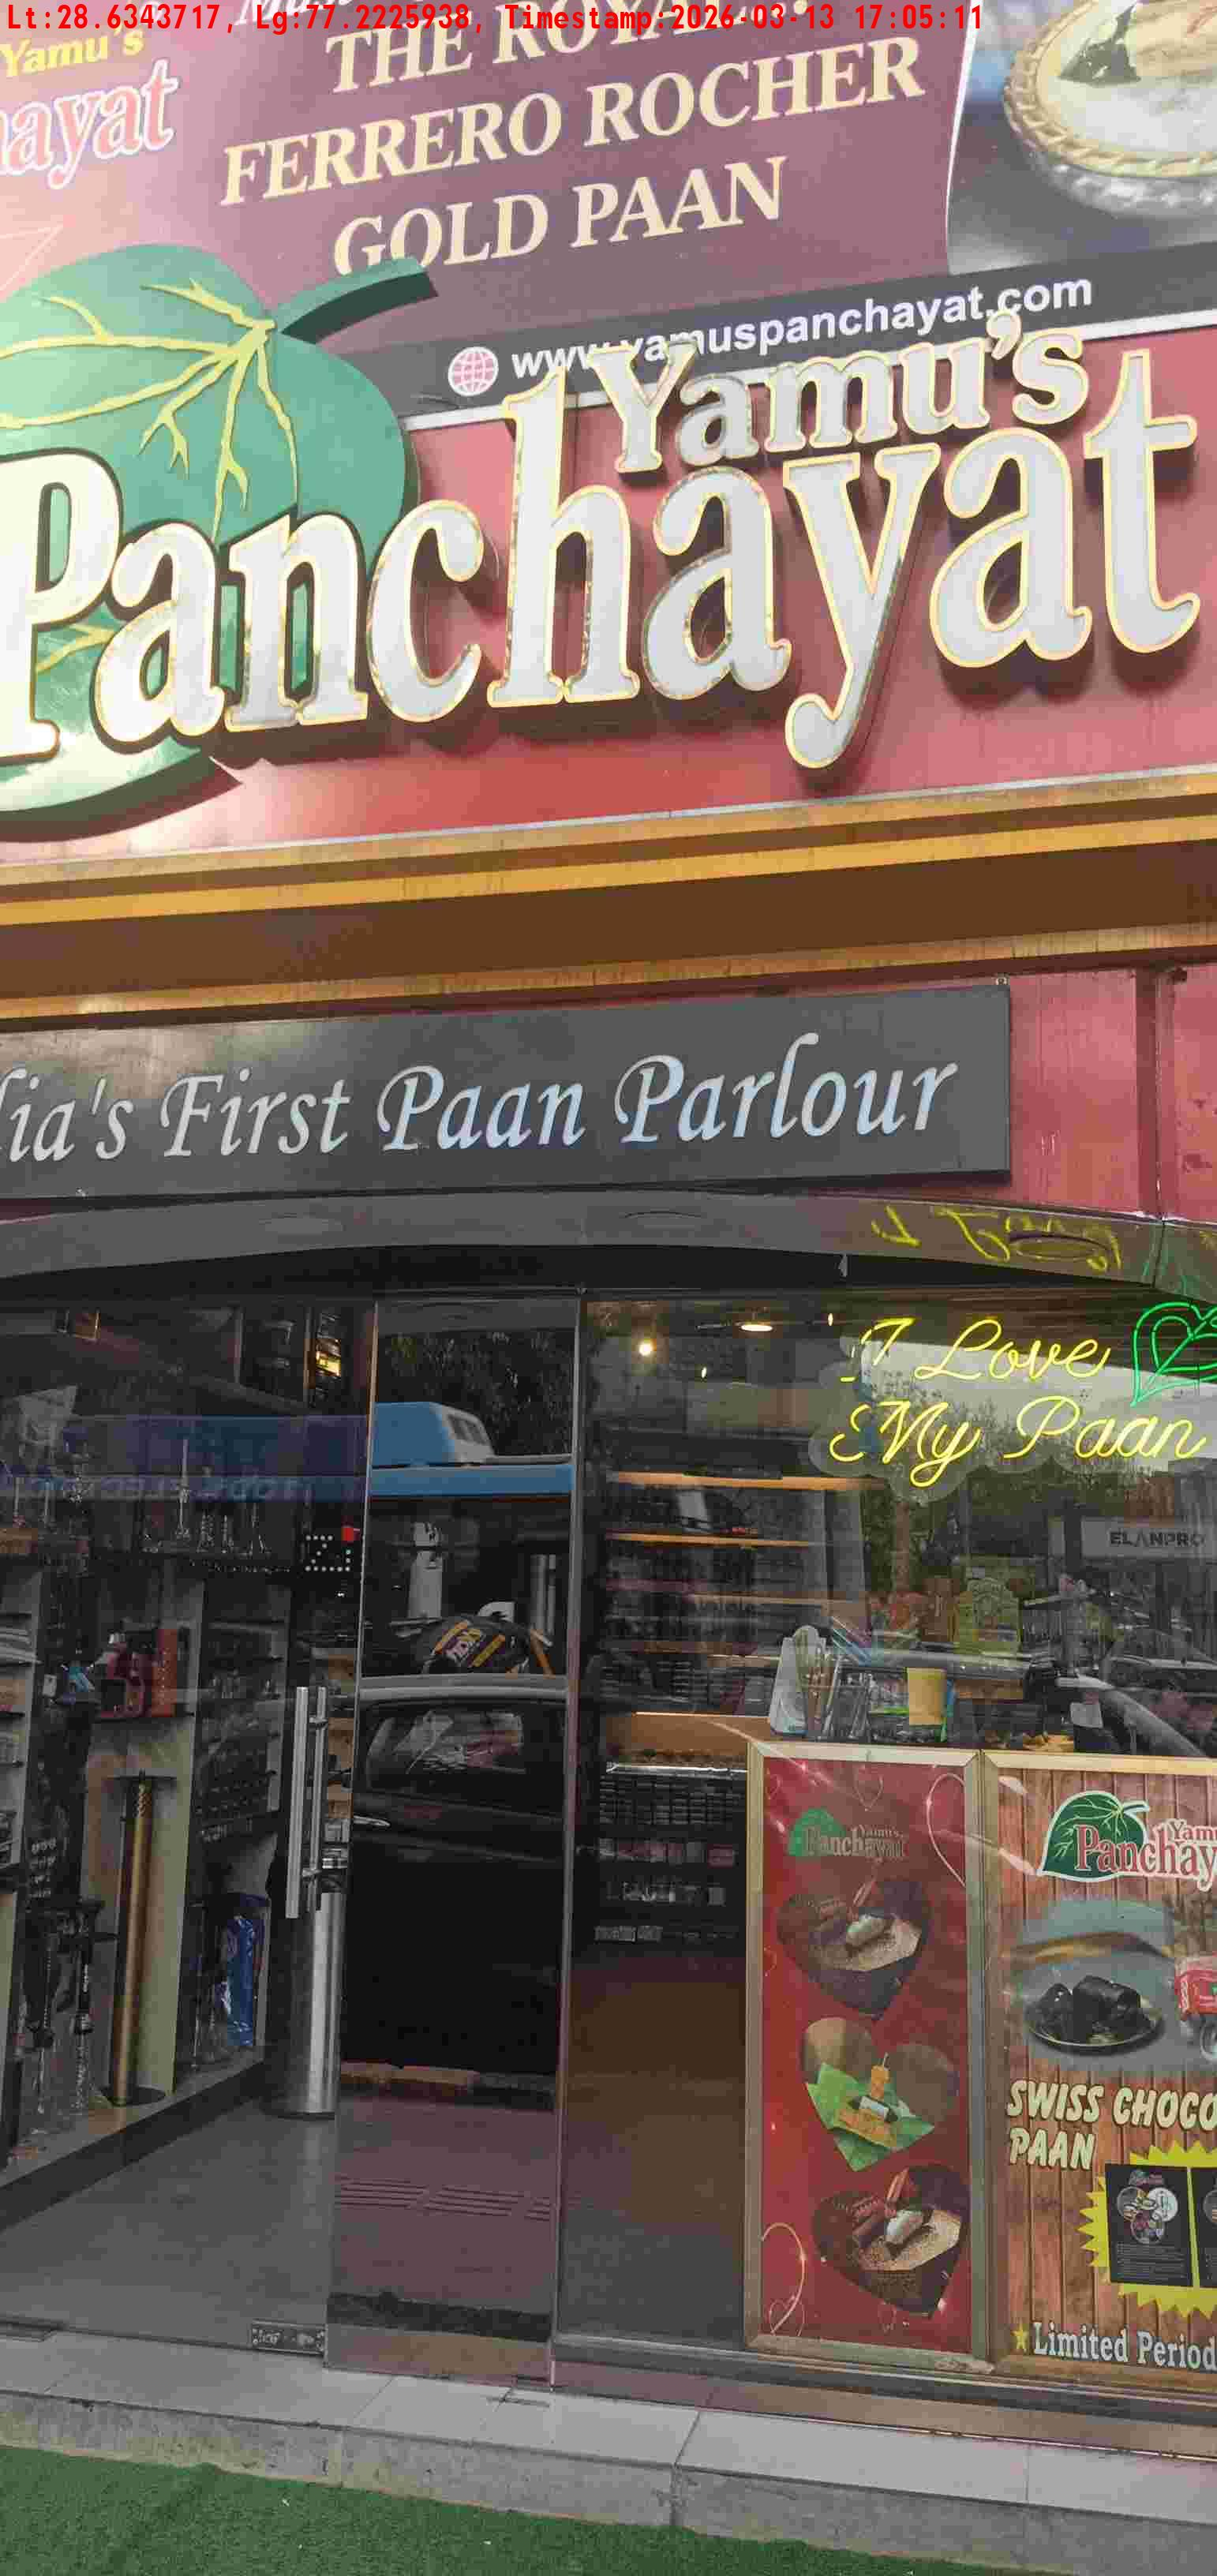 Lt:28.6343717, Lg:77.2225938, Timestamp:2026-03-13 17:05:11
Yamu's
ayat
THE ROYAL
FERRERO ROCHER
GOLD PAAN
www.yamuspanchayat.com
Yamu's
Panchayat
ia's First Paan Parlour
I Love
My Paan
ELANPRO
Yamu's
Panchayat
Yamu
Panchay
SWISS CHOCO
PAAN
Limited Period